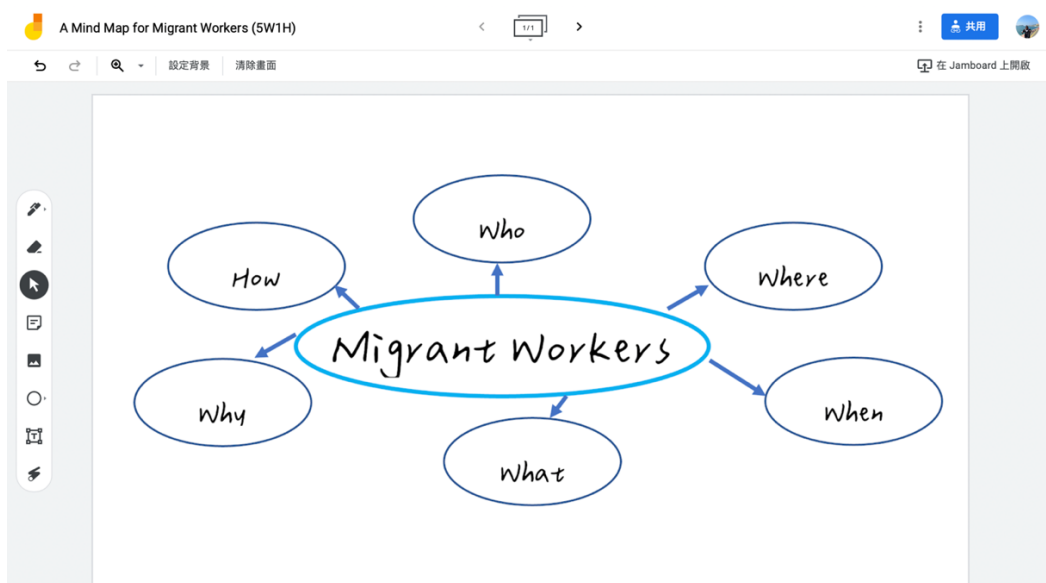 A Mind Map for Migrant Workers (5W1H)
1/1
共用
設定背景
清除畫面
在 Jamboard 上開啟
Who
How
Where
Migrant Workers
Why
When
What